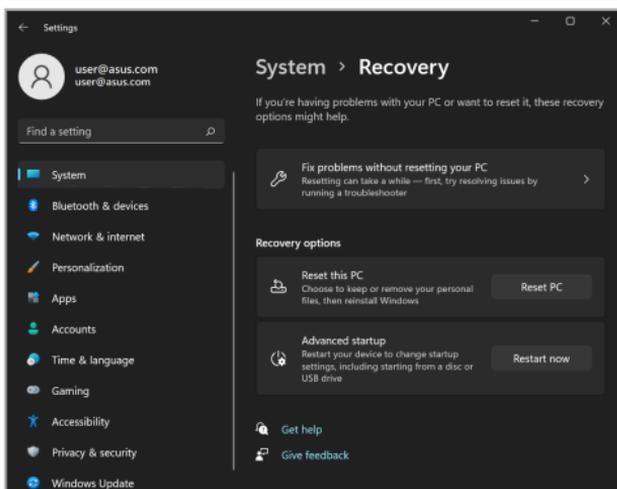 Settings
user@asus.com
user@asus.com
Find a setting
System
Bluetooth & devices
Network & internet
Personalization
Apps
Accounts
Time & language
Gaming
Accessibility
Privacy & security
Windows Update
System > Recovery
If you're having problems with your PC or want to reset it, these recovery
options might help.
Fix problems without resetting your PC
Resetting can take a while — first, try resolving issues by
running a troubleshooter
Recovery options
Reset this PC
Choose to keep or remove your personal
files, then reinstall Windows
Reset PC
Advanced startup
Restart your device to change startup
settings, including starting from a disc or
USB drive
Restart now
Get help
Give feedback